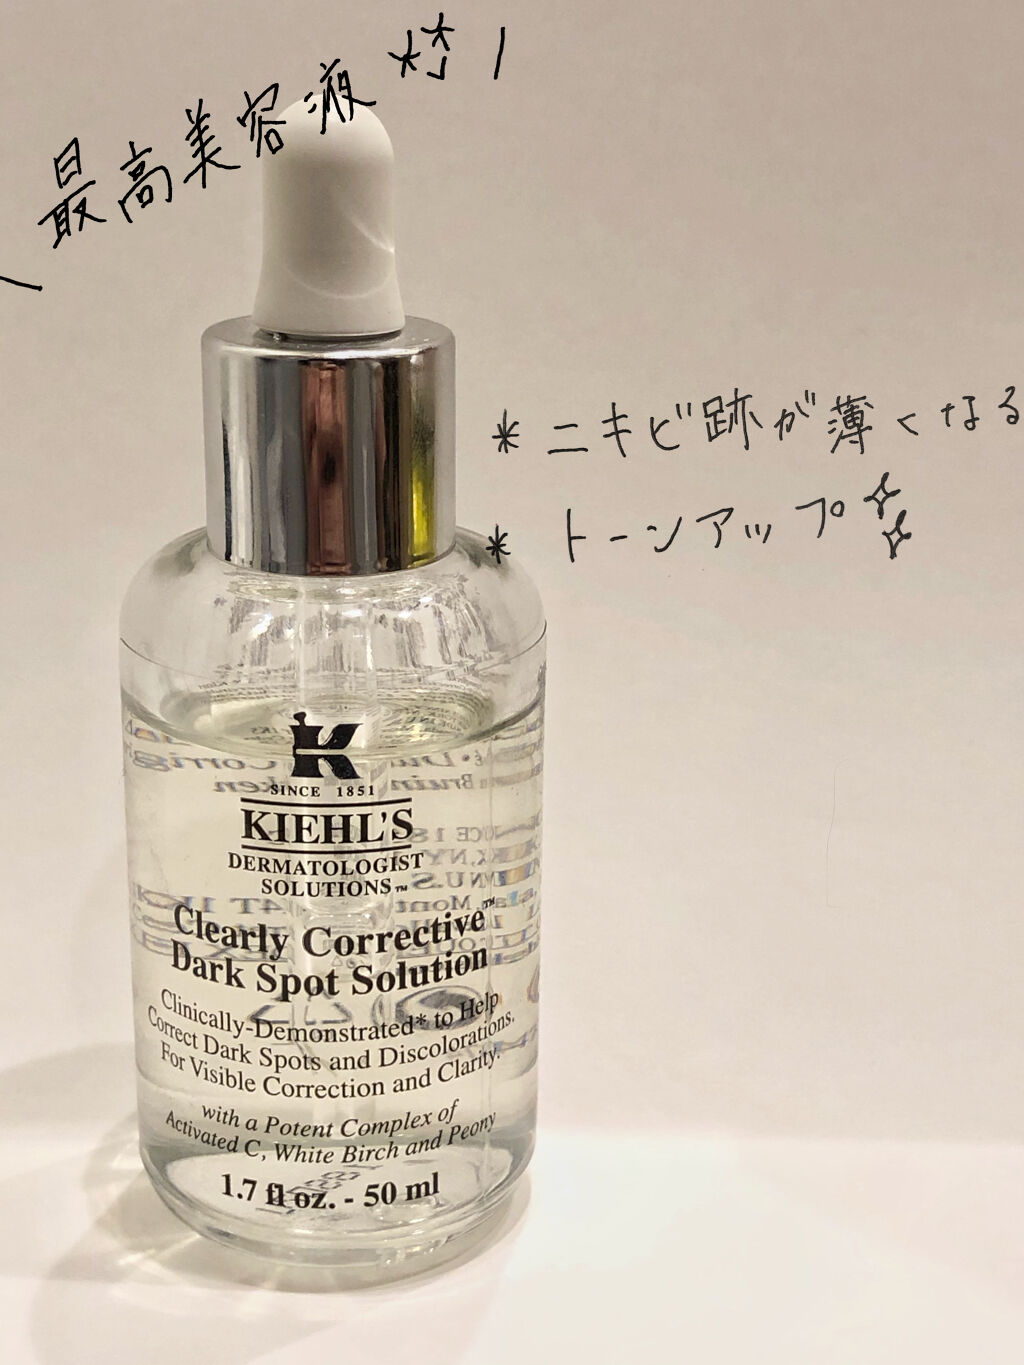 最高美容液
* ニキビ跡が薄くなる
* トーンアップ
SINCE 1851
KIEHL'S
DERMATOLOGIST
SOLUTIONS™
Clearly Corrective™
Dark Spot Solution
Clinically-Demonstrated* to Help
Correct Dark Spots and Discolorations.
For Visible Correction and Clarity.
with a Potent Complex of
Activated C, White Birch and Peony
1.7 fl oz. - 50 ml